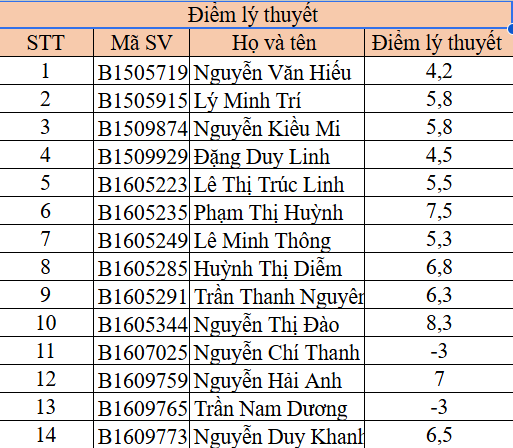 Điểm lý thuyết
STT Mã SV Họ và tên Điểm lý thuyết
1 B1505719 Nguyễn Văn Hiếu 4,2
2 B1505915 Lý Minh Trí 5,8
3 B1509874 Nguyễn Kiều Mi 5,8
4 B1509929 Đặng Duy Linh 4,5
5 B1605223 Lê Thị Trúc Linh 5,5
6 B1605235 Phạm Thị Huỳnh 7,5
7 B1605249 Lê Minh Thông 5,3
8 B1605285 Huỳnh Thị Diễm 6,8
9 B1605291 Trần Thanh Nguyên 6,3
10 B1605344 Nguyễn Thị Đào 8,3
11 B1607025 Nguyễn Chí Thanh -3
12 B1609759 Nguyễn Hải Anh 7
13 B1609765 Trần Nam Dương -3
14 B1609773 Nguyễn Duy Khanh 6,5